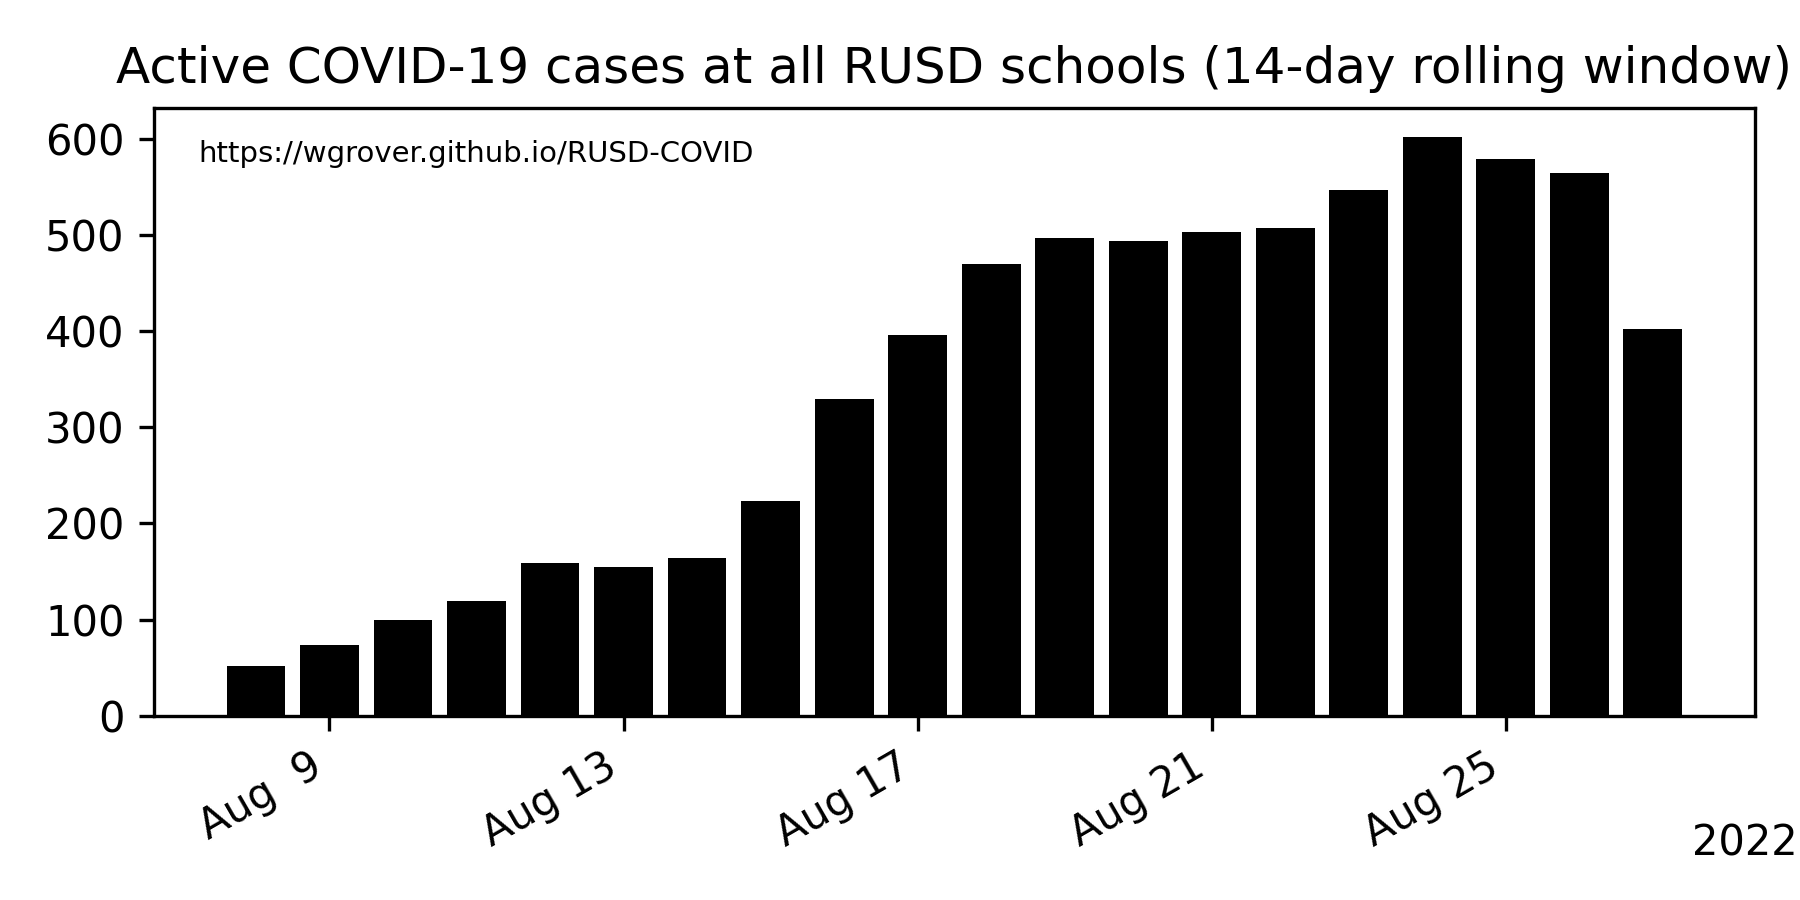 Active COVID-19 cases at all RUSD schools (14-day rolling window)
https://wgrover.github.io/RUSD-COVID
600
500
400
300
200
100
0
Aug 9
Aug 13
Aug 17
Aug 21
Aug 25
2022